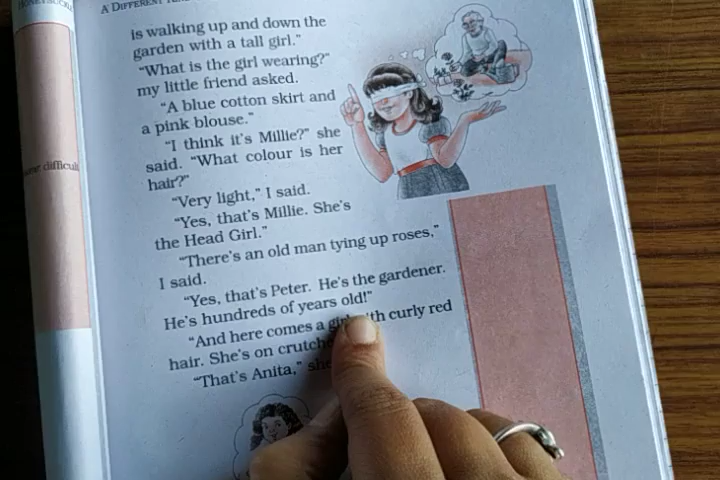 A DIFFERENT
is walking up and down the
garden with a tall girl."
"What is the girl wearing?"
my little friend asked.
"A blue cotton skirt and
a pink blouse."
"I think it's Millie?" she
said. "What colour is her
hair?"
"Very light," I said.
"Yes, that's Millie. She's
the Head Girl."
"There's an old man tying up roses,"
I said.
"Yes, that's Peter. He's the gardener.
He's hundreds of years old!"
"And here comes a curly red
hair. She's on
"That's Anita,"